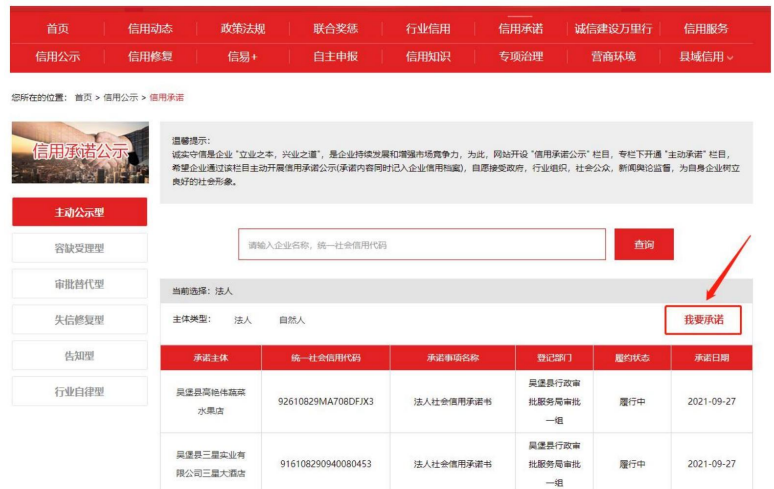 首页 信用动态 政策法规 联合奖惩 行业信用 信用承诺 诚信建设万里行 信用服务
信用公示 信用修复 信易+ 自主申报 信用知识 专项治理 营商环境 县域信用
您所在的位置： 首页 > 信用公示 > 信用承诺
信用承诺公示
温馨提示：
诚实守信是企业 "立业之本，兴业之道"，是企业持续发展和增强市场竞争力，为此，网站开设 "信用承诺公示" 栏目，专栏下开通 "主动承诺" 栏目，
希望企业通过该栏目主动开展信用承诺公示(承诺内容同时记入企业信用档案)，自愿接受政府，行业组织，社会公众，新闻舆论监督，为自身企业树立
良好的社会形象。
主动公示型
容缺受理型
审批替代型
失信修复型
告知型
行业自律型
请输入企业名称，统一社会信用代码
查询
当前选择：法人
主体类型： 法人 自然人
我要承诺
承诺主体 统一社会信用代码 承诺事项名称 登记部门 履约状态 承诺日期
吴堡县高艳伟蔬菜
水果店
92610829MA708DFJX3
法人社会信用承诺书
吴堡县行政审
批服务局审批
一组
履行中
2021-09-27
吴堡县三星实业有
限公司三星大酒店
916108290940080453
法人社会信用承诺书
吴堡县行政审
批服务局审批
一组
履行中
2021-09-27